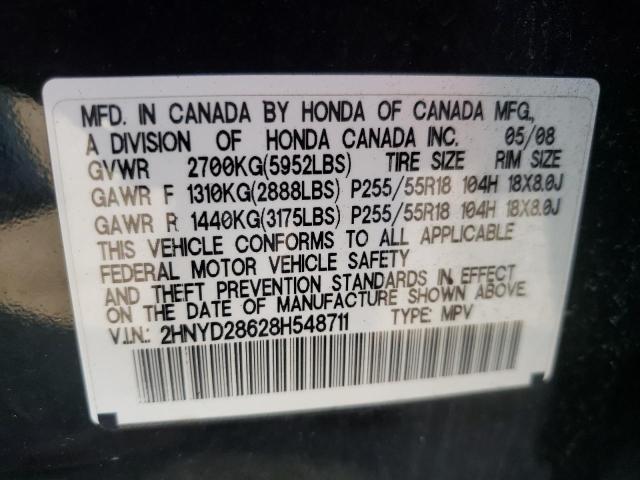 MFD. IN CANADA BY HONDA OF CANADA MFG.,
A DIVISION OF HONDA CANADA INC. 05/08
GVWR 2700KG(5952LBS) TIRE SIZE RIM SIZE
GAWR F 1310KG(2888LBS) P255/55R18 104H 18X8.0J
GAWR R 1440KG(3175LBS) P255/55R18 104H 18X8.0J
THIS VEHICLE CONFORMS TO ALL APPLICABLE
FEDERAL MOTOR VEHICLE SAFETY
AND THEFT PREVENTION STANDARDS IN EFFECT
ON THE DATE OF MANUFACTURE SHOWN ABOVE.
V.I.N.: 2HNYD28628H548711 TYPE: MPV